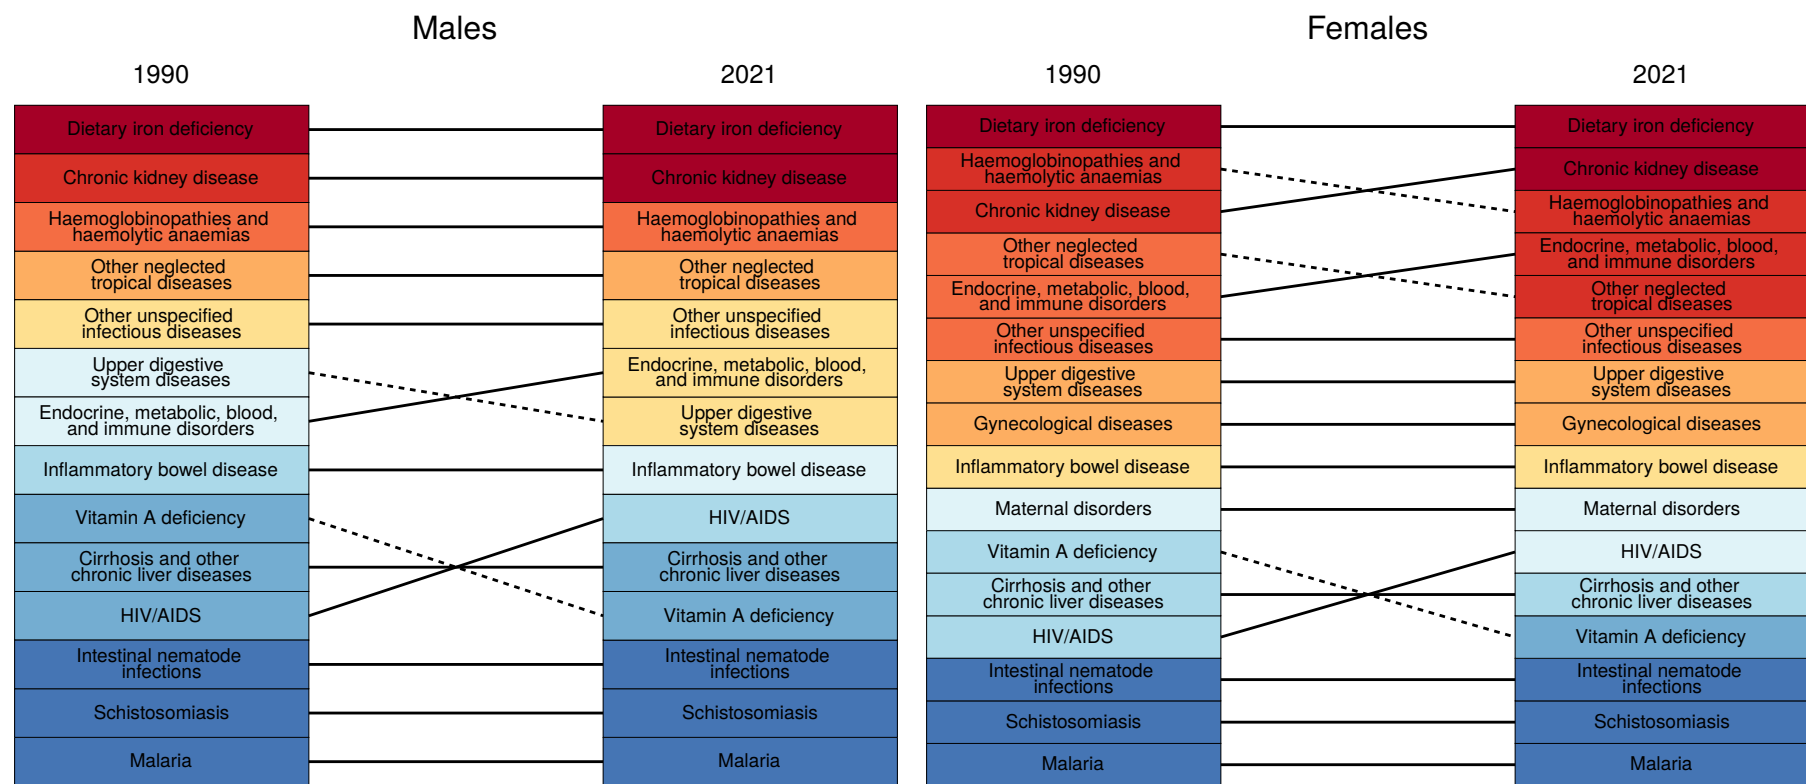 Males
1990
2021
Dietary iron deficiency
Chronic kidney disease
Haemoglobinopathies and
haemolytic anaemias
Other neglected
tropical diseases
Other unspecified
infectious diseases
Upper digestive
system diseases
Endocrine, metabolic, blood,
and immune disorders
Inflammatory bowel disease
Vitamin A deficiency
Cirrhosis and other
chronic liver diseases
HIV/AIDS
Intestinal nematode
infections
Schistosomiasis
Malaria
Dietary iron deficiency
Chronic kidney disease
Haemoglobinopathies and
haemolytic anaemias
Other neglected
tropical diseases
Other unspecified
infectious diseases
Endocrine, metabolic, blood,
and immune disorders
Upper digestive
system diseases
Inflammatory bowel disease
HIV/AIDS
Cirrhosis and other
chronic liver diseases
Vitamin A deficiency
Intestinal nematode
infections
Schistosomiasis
Malaria
Females
1990
2021
Dietary iron deficiency
Haemoglobinopathies and
haemolytic anaemias
Chronic kidney disease
Other neglected
tropical diseases
Endocrine, metabolic, blood,
and immune disorders
Other unspecified
infectious diseases
Upper digestive
system diseases
Gynecological diseases
Inflammatory bowel disease
Maternal disorders
Vitamin A deficiency
Cirrhosis and other
chronic liver diseases
HIV/AIDS
Intestinal nematode
infections
Schistosomiasis
Malaria
Dietary iron deficiency
Chronic kidney disease
Haemoglobinopathies and
haemolytic anaemias
Endocrine, metabolic, blood,
and immune disorders
Other neglected
tropical diseases
Other unspecified
infectious diseases
Upper digestive
system diseases
Gynecological diseases
Inflammatory bowel disease
Maternal disorders
HIV/AIDS
Cirrhosis and other
chronic liver diseases
Vitamin A deficiency
Intestinal nematode
infections
Schistosomiasis
Malaria